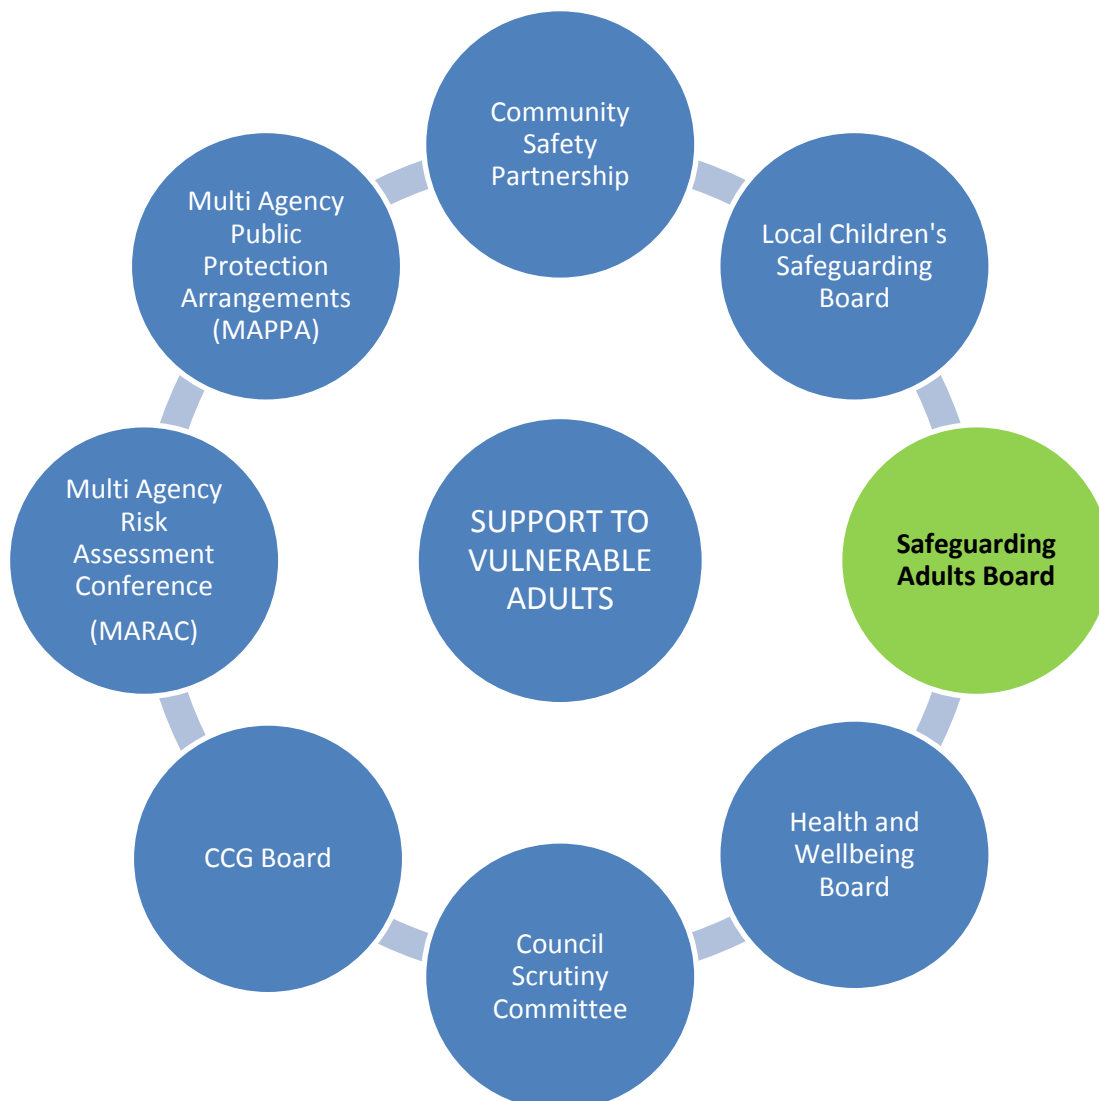 Community
Safety
Partnership
Local Children's
Safeguarding
Board
Safeguarding
Adults Board
Health and
Wellbeing
Board
Council
Scrutiny
Committee
CCG Board
Multi Agency
Risk
Assessment
Conference
(MARAC)
Multi Agency
Public
Protection
Arrangements
(MAPPA)
SUPPORT TO
VULNERABLE
ADULTS